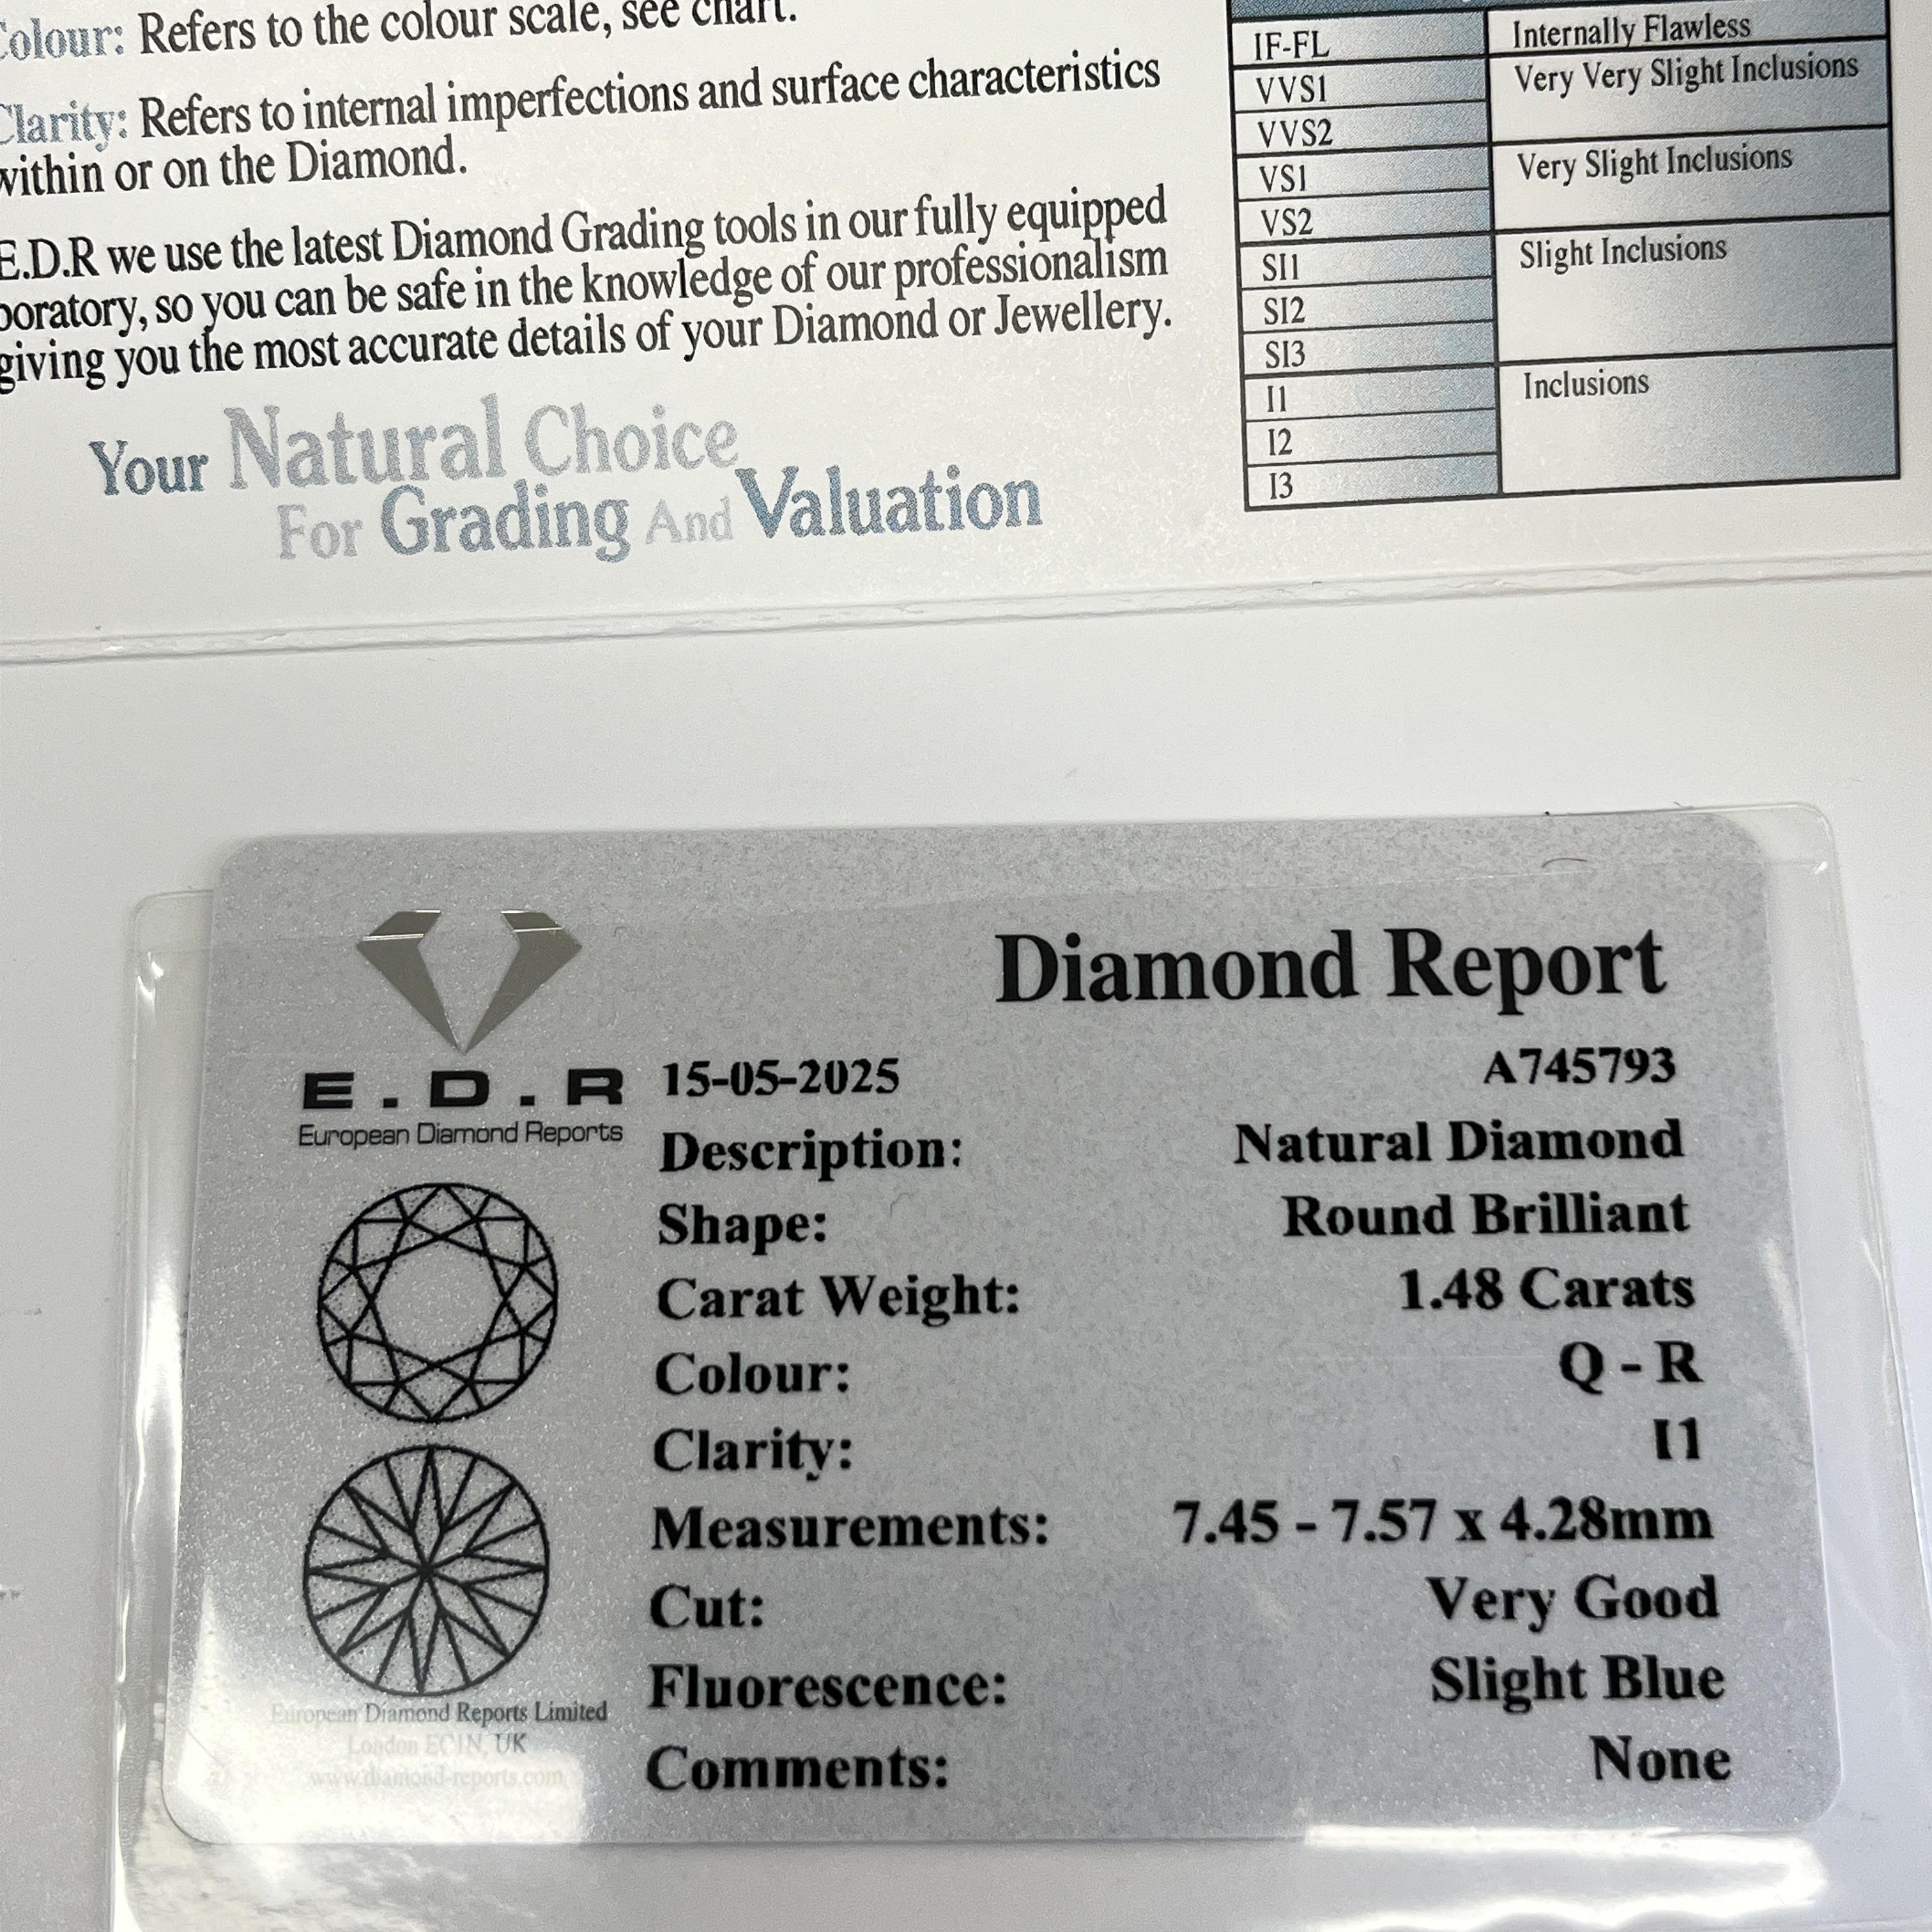 Colour: Refers to the colour scale, see chart.
Clarity: Refers to internal imperfections and surface characteristics
within or on the Diamond.
E.D.R we use the latest Diamond Grading tools in our fully equipped
boratory, so you can be safe in the knowledge of our professionalism
giving you the most accurate details of your Diamond or Jewellery.
Your Natural Choice
For Grading And Valuation
IF-FL Internally Flawless
VVS1 Very Very Slight Inclusions
VVS2
VS1 Very Slight Inclusions
VS2
SI1 Slight Inclusions
SI2
SI3
I1 Inclusions
I2
I3
Diamond Report
E.D.R
European Diamond Reports
15-05-2025 A745793
Description: Natural Diamond
Shape: Round Brilliant
Carat Weight: 1.48 Carats
Colour: Q - R
Clarity: I1
Measurements: 7.45 - 7.57 x 4.28mm
Cut: Very Good
Fluorescence: Slight Blue
Comments: None
European Diamond Reports Limited
London EC1N, UK
www.diamond-reports.com